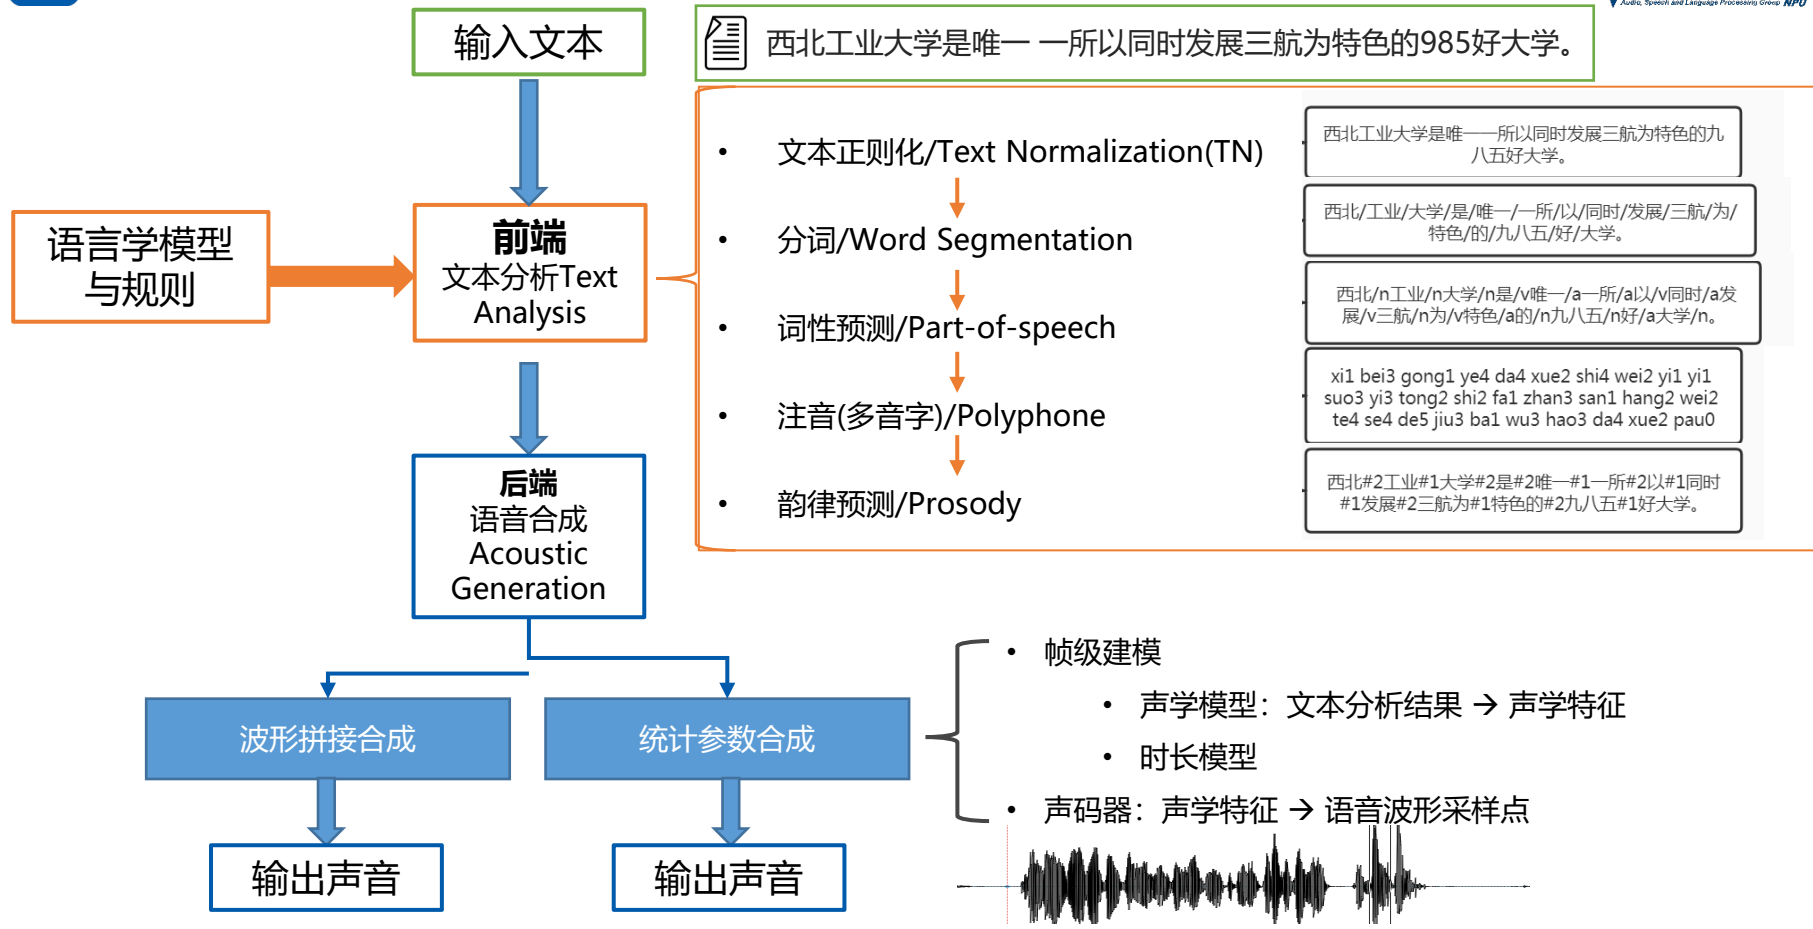 Audio, Speech and Language Processing Group NPU
输入文本
西北工业大学是唯一 一所以同时发展三航为特色的985好大学。
语言学模型
与规则
前端
文本分析Text
Analysis
• 文本正则化/Text Normalization(TN)
西北工业大学是唯一一所以同时发展三航为特色的九
八五好大学。
• 分词/Word Segmentation
西北/工业/大学/是/唯一/一所/以/同时/发展/三航/为/
特色/的/九八五/好/大学。
• 词性预测/Part-of-speech
西北/n工业/n大学/n是/v唯一/a一所/a以/v同时/a发
展/v三航/n为/v特色/a的/n九八五/n好/a大学/n。
• 注音(多音字)/Polyphone
xi1 bei3 gong1 ye4 da4 xue2 shi4 wei2 yi1 yi1
suo3 yi3 tong2 shi2 fa1 zhan3 san1 hang2 wei2
te4 se4 de5 jiu3 ba1 wu3 hao3 da4 xue2 pau0
• 韵律预测/Prosody
西北#2工业#1大学#2是#2唯一#1一所#2以#1同时
#1发展#2三航为#1特色的#2九八五#1好大学。
后端
语音合成
Acoustic
Generation
波形拼接合成
统计参数合成
输出声音
输出声音
• 帧级建模
• 声学模型：文本分析结果 → 声学特征
• 时长模型
• 声码器：声学特征 → 语音波形采样点